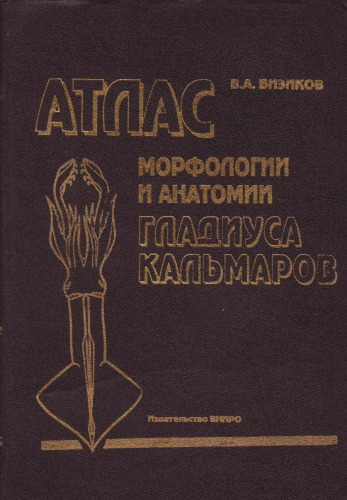 В.А. БИЗИКОВ
АТЛАС
МОРФОЛОГИИ
И АНАТОМИИ
ГЛАДИУСА
КАЛЬМАРОВ
Издательство ВНИРО